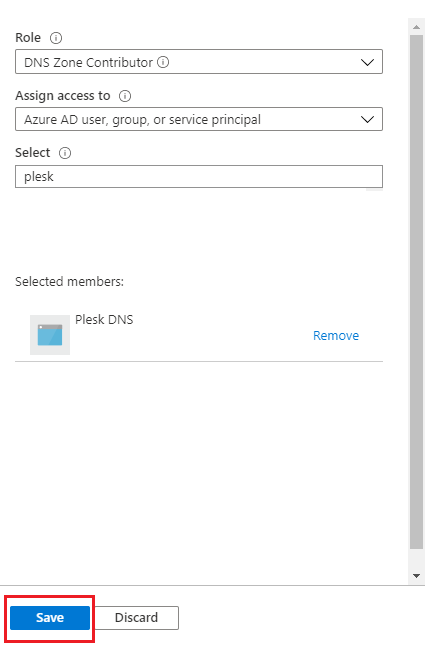 Role
DNS Zone Contributor
Assign access to
Azure AD user, group, or service principal
Select
plesk
Selected members:
Plesk DNS
Remove
Save Discard